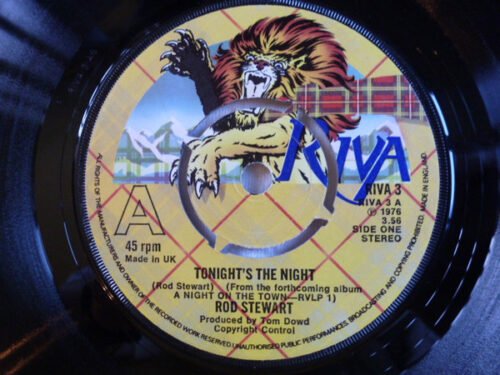 RIVA
RIVA 3
RIVA 3 A
℗ 1976
3.56
SIDE ONE
STEREO
A
45 rpm
Made in UK
TONIGHT'S THE NIGHT
(Rod Stewart) (From the forthcoming album
A NIGHT ON THE TOWN—RVLP 1)
ROD STEWART
Produced by Tom Dowd
Copyright Control
ALL RIGHTS OF THE MANUFACTURERS AND OWNER OF THE RECORDED WORK RESERVED UNAUTHORISED PUBLIC PERFORMANCES, BROADCASTING AND COPYING PROHIBITED. MADE IN ENGLAND.